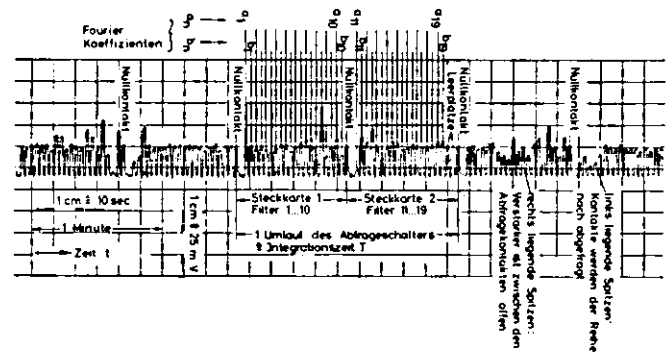 Fourier
Koeffizienten
aₙ
bₙ
a₁
b₁
a₁₀
b₁₀
a₁₁
b₁₁
a₁₉
b₁₉
Nullkontakt
Nullkontakt
Nullkontakt
Leerplätze
Nullkontakt
Nullkontakt
1 cm ≙ 10 sec
1 Minute
Zeit t
1 cm ≙ 25 mV
Steckkarte 1
Filter 1...10
Steckkarte 2
Filter 11...19
1 Umlauf des Abfrageschalters
≙ Integrationszeit T
links liegende Spitzen:
Kontakte werden der Reihe
nach abgefragt
rechts liegende Spitzen:
Verstärker ist zwischen den
Abfragekontakten offen